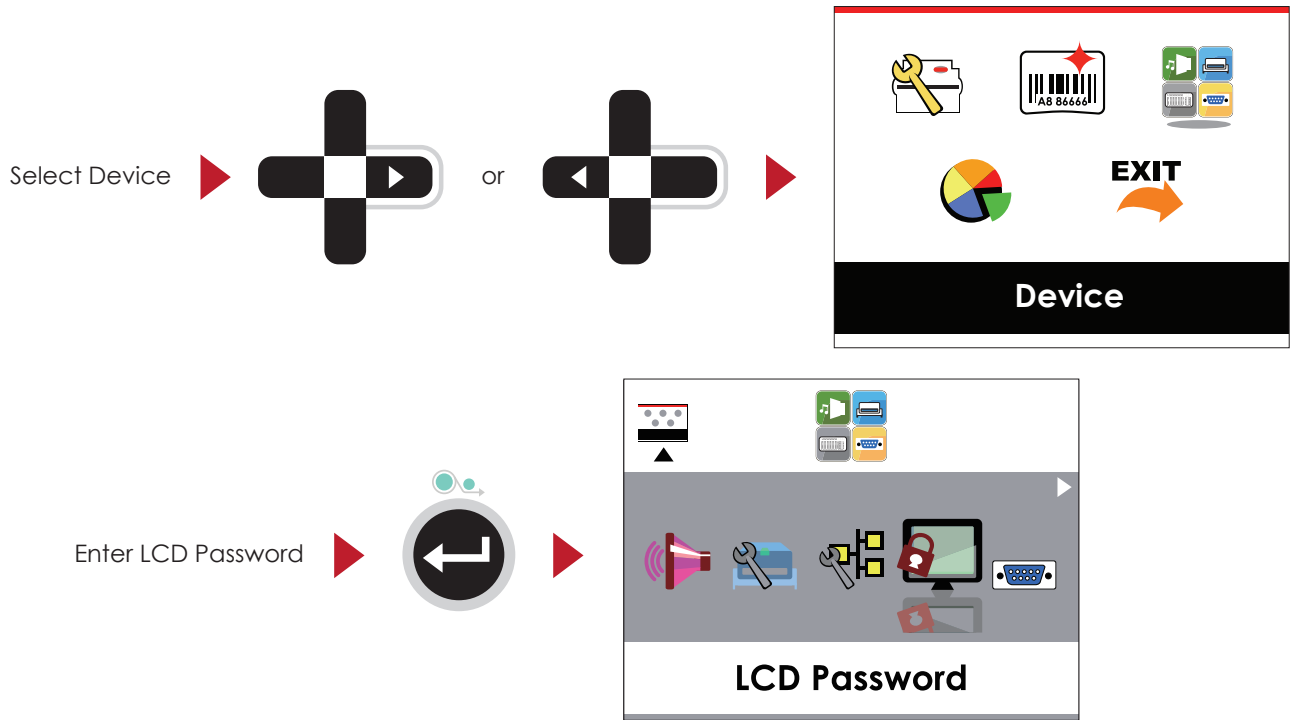 A8 86666
Select Device
or
EXIT
Device
Enter LCD Password
LCD Password